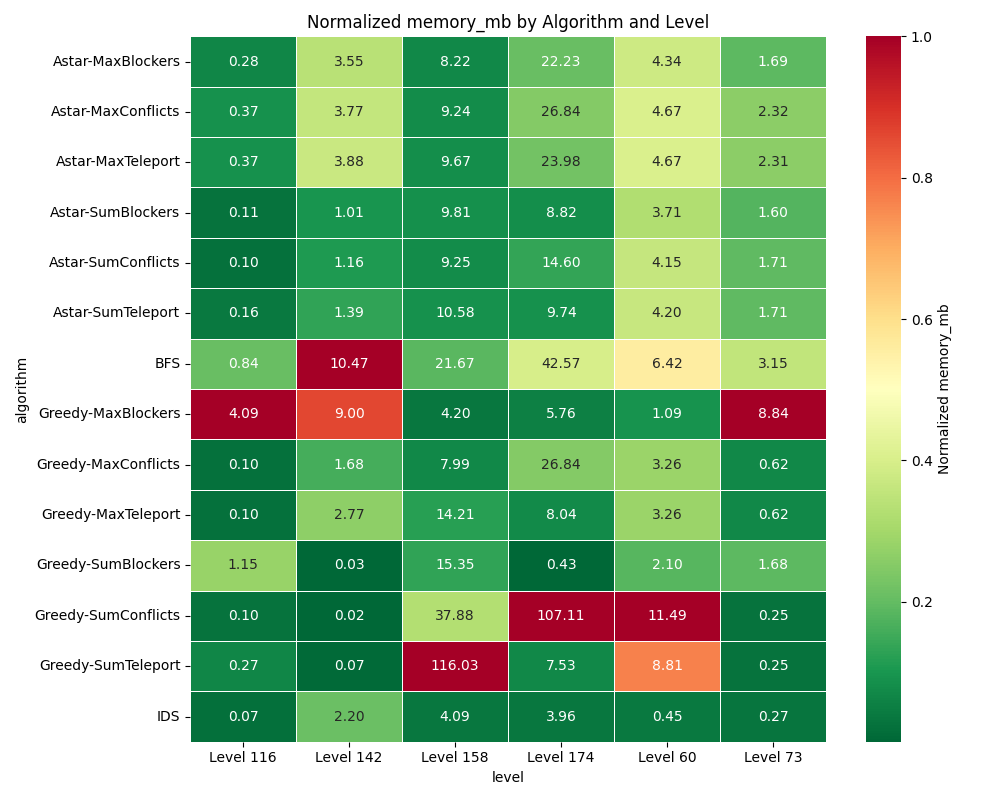 Normalized memory_mb by Algorithm and Level
algorithm
Astar-MaxBlockers 0.28 3.55 8.22 22.23 4.34 1.69
Astar-MaxConflicts 0.37 3.77 9.24 26.84 4.67 2.32
Astar-MaxTeleport 0.37 3.88 9.67 23.98 4.67 2.31
Astar-SumBlockers 0.11 1.01 9.81 8.82 3.71 1.60
Astar-SumConflicts 0.10 1.16 9.25 14.60 4.15 1.71
Astar-SumTeleport 0.16 1.39 10.58 9.74 4.20 1.71
BFS 0.84 10.47 21.67 42.57 6.42 3.15
Greedy-MaxBlockers 4.09 9.00 4.20 5.76 1.09 8.84
Greedy-MaxConflicts 0.10 1.68 7.99 26.84 3.26 0.62
Greedy-MaxTeleport 0.10 2.77 14.21 8.04 3.26 0.62
Greedy-SumBlockers 1.15 0.03 15.35 0.43 2.10 1.68
Greedy-SumConflicts 0.10 0.02 37.88 107.11 11.49 0.25
Greedy-SumTeleport 0.27 0.07 116.03 7.53 8.81 0.25
IDS 0.07 2.20 4.09 3.96 0.45 0.27
Level 116 Level 142 Level 158 Level 174 Level 60 Level 73
level
1.0
0.8
0.6
0.4
0.2
Normalized memory_mb